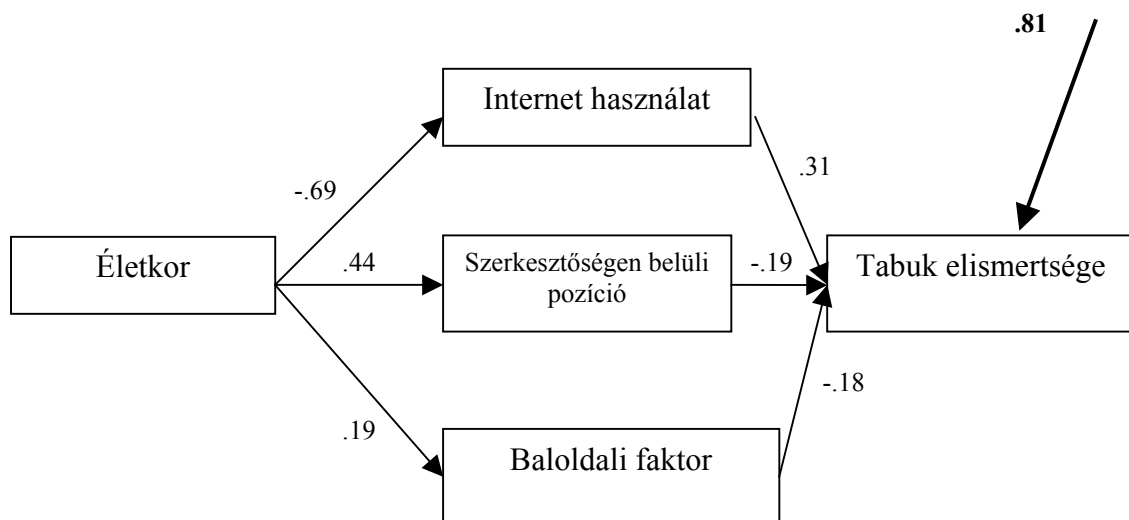 .81
Internet használat
-.69
.31
Életkor
.44
Szerkesztőségen belüli
pozíció
-.19
Tabuk elismertsége
.19
-.18
Baloldali faktor